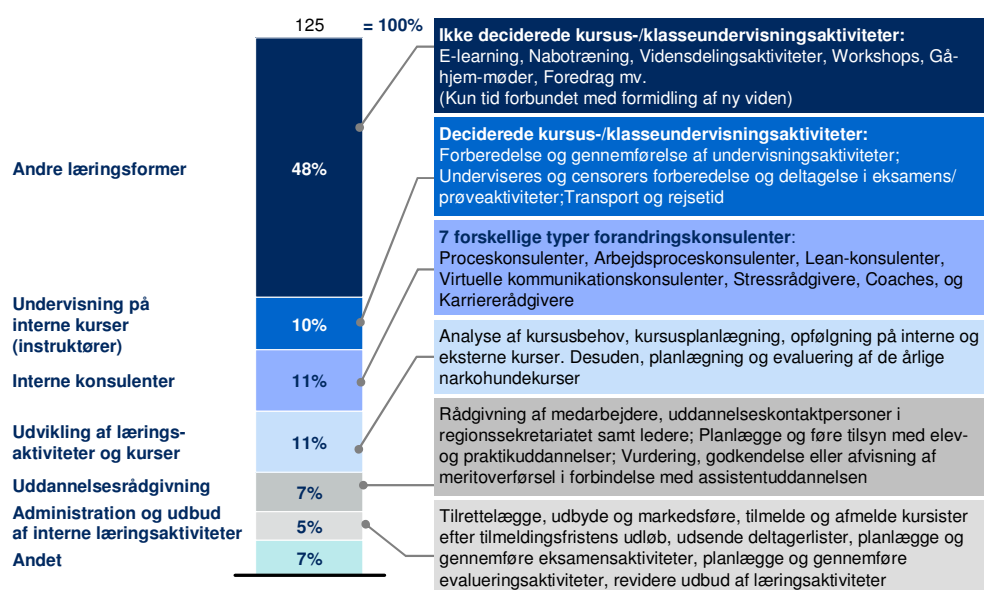 125 = 100%
Andre læringsformer
48%
Undervisning på
interne kurser
(instruktører)
10%
Interne konsulenter
11%
Udvikling af lærings-
aktiviteter og kurser
11%
Uddannelsesrådgivning
7%
Administration og udbud
af interne læringsaktiviteter
5%
Andet
7%
Ikke deciderede kursus-/klasseundervisningsaktiviteter:
E-learning, Nabotræning, Vidensdelingsaktiviteter, Workshops, Gå-
hjem-møder, Foredrag mv.
(Kun tid forbundet med formidling af ny viden)
Deciderede kursus-/klasseundervisningsaktiviteter:
Forberedelse og gennemførelse af undervisningsaktiviteter;
Underviseres og censorers forberedelse og deltagelse i eksamens/
prøveaktiviteter;Transport og rejsetid
7 forskellige typer forandringskonsulenter:
Proceskonsulenter, Arbejdsproceskonsulenter, Lean-konsulenter,
Virtuelle kommunikationskonsulenter, Stressrådgivere, Coaches, og
Karriererådgivere
Analyse af kursusbehov, kursusplanlægning, opfølgning på interne og
eksterne kurser. Desuden, planlægning og evaluering af de årlige
narkohundekurser
Rådgivning af medarbejdere, uddannelseskontaktpersoner i
regionssekretariatet samt ledere; Planlægge og føre tilsyn med elev-
og praktikuddannelser; Vurdering, godkendelse eller afvisning af
meritoverførsel i forbindelse med assistentuddannelsen
Tilrettelægge, udbyde og markedsføre, tilmelde og afmelde kursister
efter tilmeldingsfristens udløb, udsende deltagerlister, planlægge og
gennemføre eksamensaktiviteter, planlægge og gennemføre
evalueringsaktiviteter, revidere udbud af læringsaktiviteter